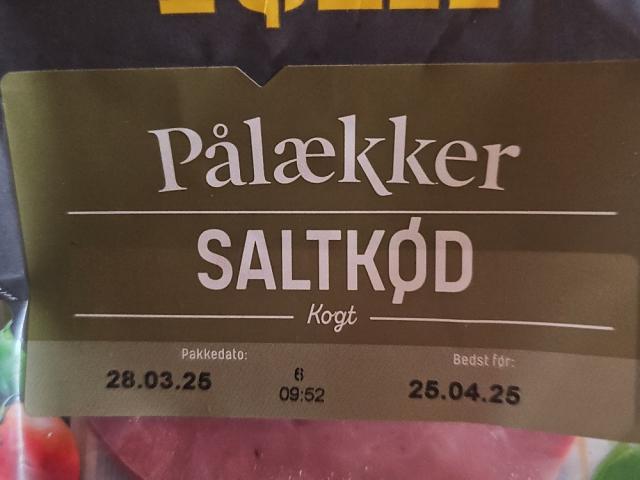 Pålækker
SALTKØD
Kogt
Pakkedato:
28.03.25
6
09:52
Bedst før:
25.04.25